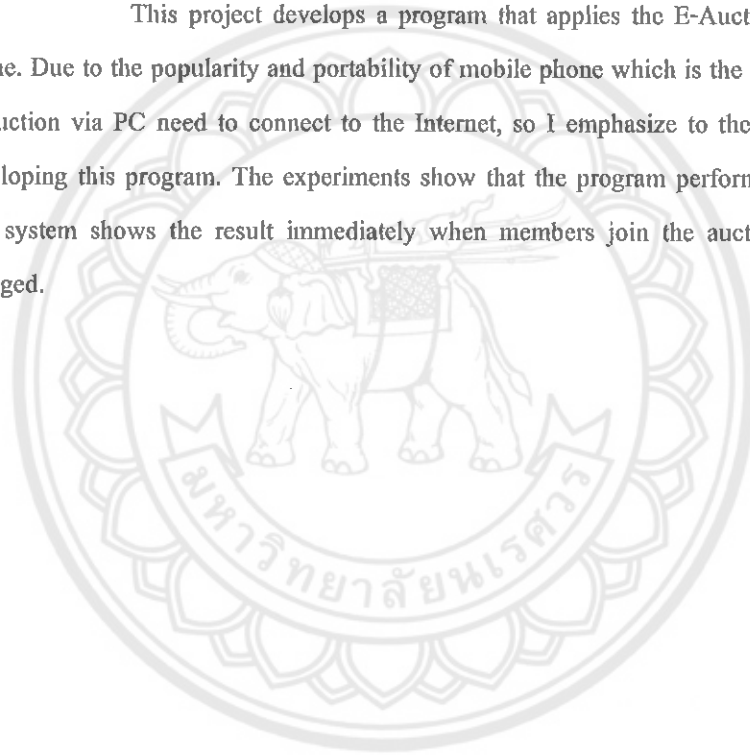 This project develops a program that applies the E-Auct
ne. Due to the popularity and portability of mobile phone which is the
uction via PC need to connect to the Internet, so I emphasize to the
loping this program. The experiments show that the program perform
system shows the result immediately when members join the auct
ged.
มหาวิทยาลัยนเรศวร